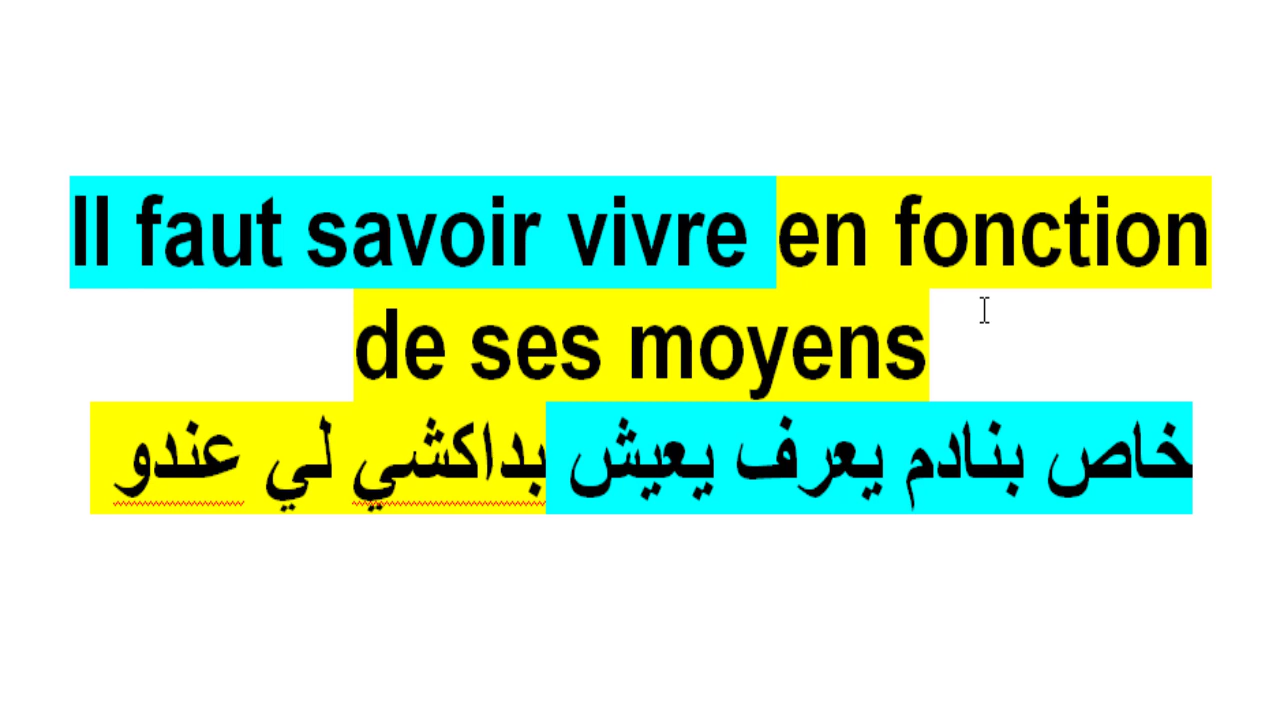 Il faut savoir vivre en fonction
de ses moyens
خاص بنادم يعرف يعيش بداكشي لي عندو